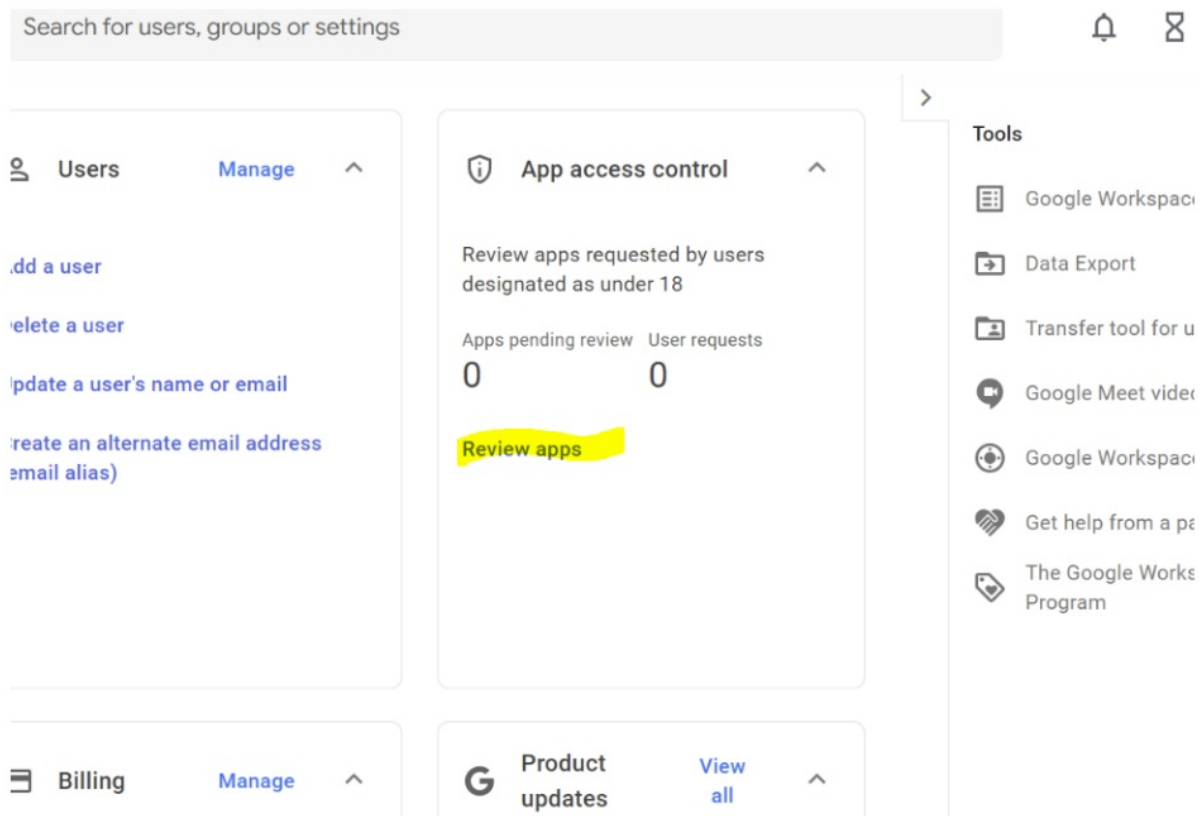 Search for users, groups or settings
Users
Manage
dd a user
elete a user
pdate a user's name or email
reate an alternate email address
email alias)
App access control
Review apps requested by users
designated as under 18
Apps pending review User requests
0 0
Review apps
Billing
Manage
Product
updates
View
all
Tools
Google Workspac
Data Export
Transfer tool for u
Google Meet vide
Google Workspac
Get help from a pa
The Google Works
Program